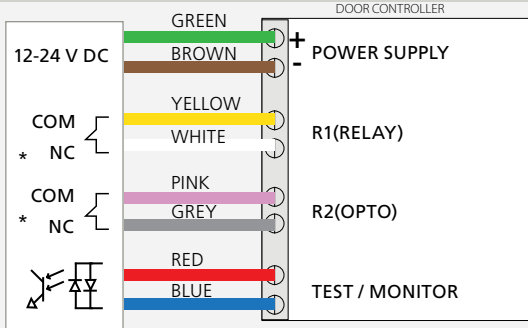 DOOR CONTROLLER
GREEN
12-24 V DC
+
POWER SUPPLY
BROWN
-
YELLOW
COM
R1(RELAY)
WHITE
* NC
PINK
COM
R2(OPTO)
GREY
* NC
RED
TEST / MONITOR
BLUE